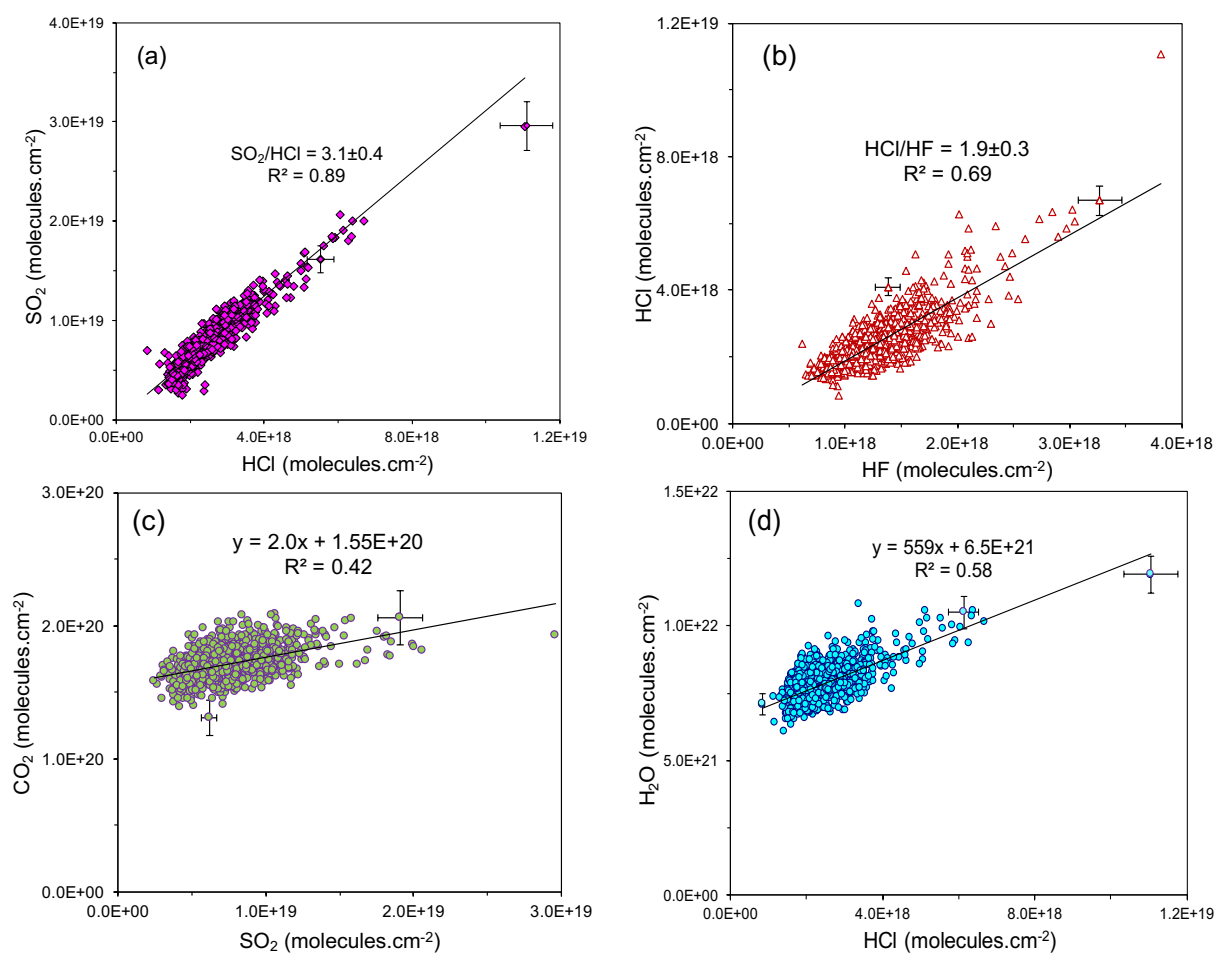 (a)
SO₂/HCl = 3.1±0.4
R² = 0.89
4.0E+19
3.0E+19
2.0E+19
1.0E+19
0.0E+00
SO₂ (molecules.cm⁻²)
0.0E+00 4.0E+18 8.0E+18 1.2E+19
HCl (molecules.cm⁻²)
(b)
HCl/HF = 1.9±0.3
R² = 0.69
1.2E+19
8.0E+18
4.0E+18
0.0E+00
HCl (molecules.cm⁻²)
0.0E+00 1.0E+18 2.0E+18 3.0E+18 4.0E+18
HF (molecules.cm⁻²)
(c)
y = 2.0x + 1.55E+20
R² = 0.42
3.0E+20
2.0E+20
1.0E+20
0.0E+00
CO₂ (molecules.cm⁻²)
0.0E+00 1.0E+19 2.0E+19 3.0E+19
SO₂ (molecules.cm⁻²)
(d)
y = 559x + 6.5E+21
R² = 0.58
1.5E+22
1.0E+22
5.0E+21
0.0E+00
H₂O (molecules.cm⁻²)
0.0E+00 4.0E+18 8.0E+18 1.2E+19
HCl (molecules.cm⁻²)